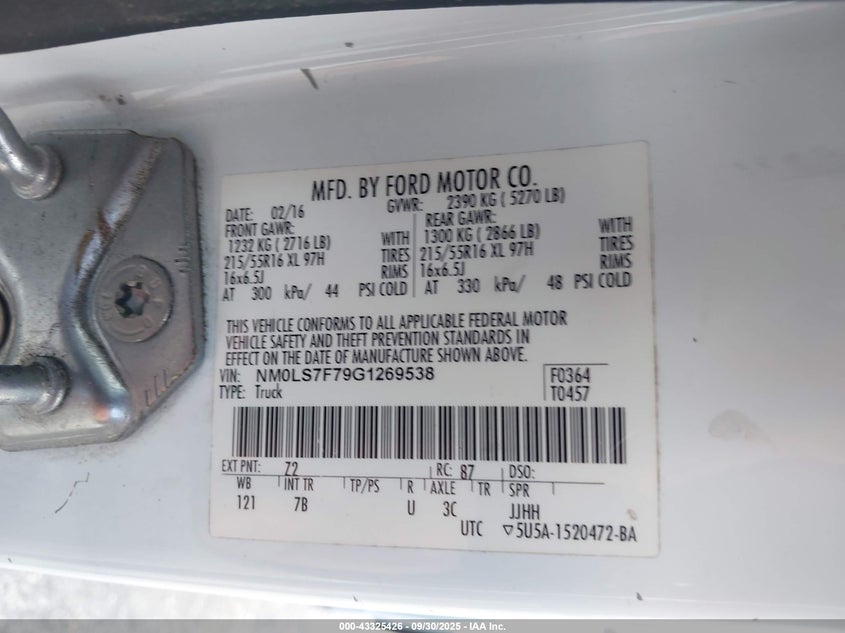 MFD. BY FORD MOTOR CO.
DATE: 02/16 GVWR: 2390 KG ( 5270 LB)
FRONT GAWR: REAR GAWR:
1232 KG ( 2716 LB) WITH 1300 KG ( 2866 LB) WITH
215/55R16 XL 97H TIRES 215/55R16 XL 97H TIRES
16x6.5J RIMS 16x6.5J RIMS
AT 300 kPa/ 44 PSI COLD AT 330 kPa/ 48 PSI COLD
THIS VEHICLE CONFORMS TO ALL APPLICABLE FEDERAL MOTOR
VEHICLE SAFETY AND THEFT PREVENTION STANDARDS IN
EFFECT ON THE DATE OF MANUFACTURE SHOWN ABOVE.
VIN: NM0LS7F79G1269538 F0364
TYPE: Truck T0457
EXT PNT: Z2 RC: 87 DSO:
WB INT TR TP/PS R AXLE TR SPR
121 7B U 3C JJHH
UTC ▽5U5A-1520472-BA
000-43325426 - 09/30/2025 - IAA Inc.